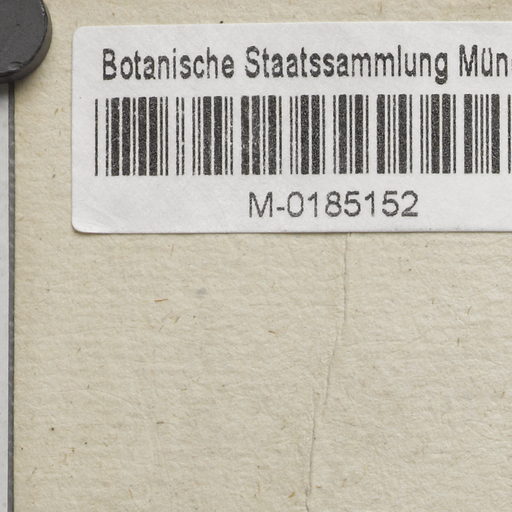 Botanische Staatssammlung Mün
M-0185152